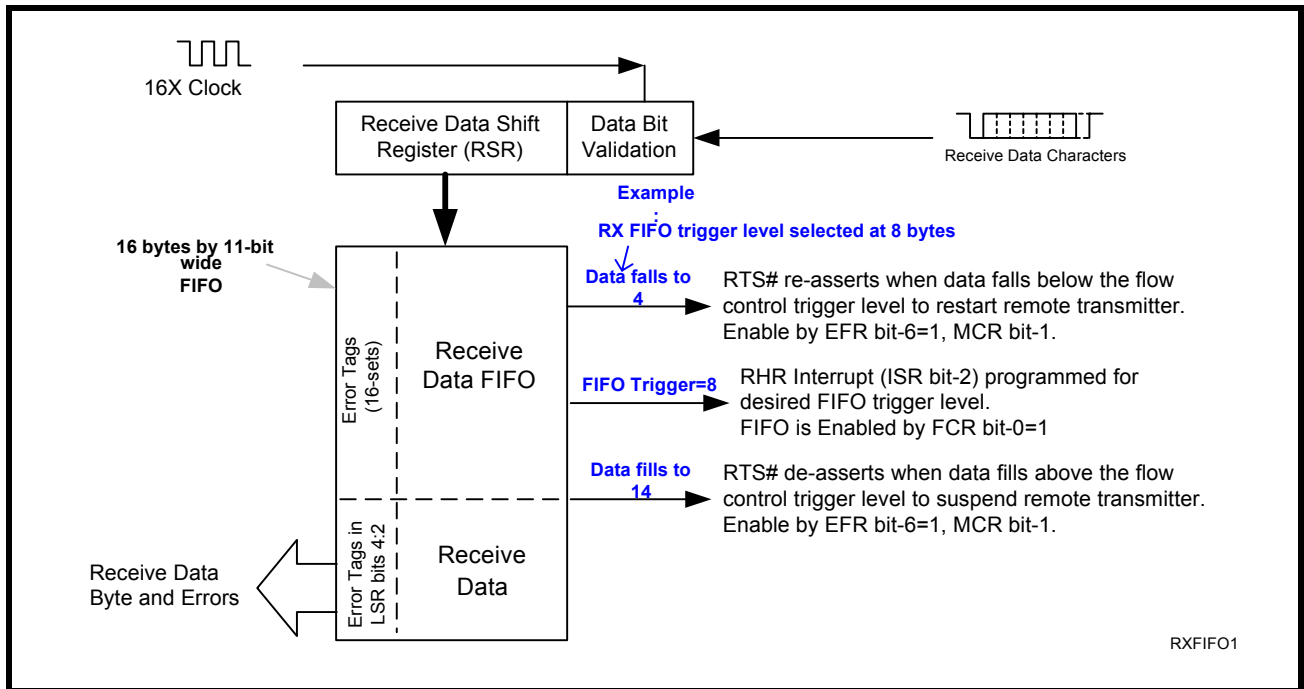 16X Clock
Receive Data Shift
Register (RSR)
Data Bit
Validation
Receive Data Characters
Example
:
RX FIFO trigger level selected at 8 bytes
16 bytes by 11-bit
wide
FIFO
Data falls to
4
RTS# re-asserts when data falls below the flow
control trigger level to restart remote transmitter.
Enable by EFR bit-6=1, MCR bit-1.
Error Tags
(16-sets)
Receive
Data FIFO
FIFO Trigger=8
RHR Interrupt (ISR bit-2) programmed for
desired FIFO trigger level.
FIFO is Enabled by FCR bit-0=1
Data fills to
14
RTS# de-asserts when data fills above the flow
control trigger level to suspend remote transmitter.
Enable by EFR bit-6=1, MCR bit-1.
Error Tags in
LSR bits 4:2
Receive
Data
Receive Data
Byte and Errors
RXFIFO1